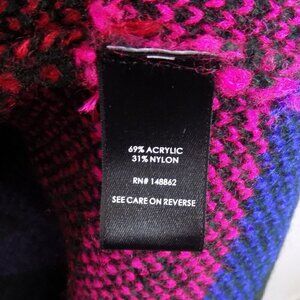 69% ACRYLIC
31% NYLON
RN# 148862
SEE CARE ON REVERSE